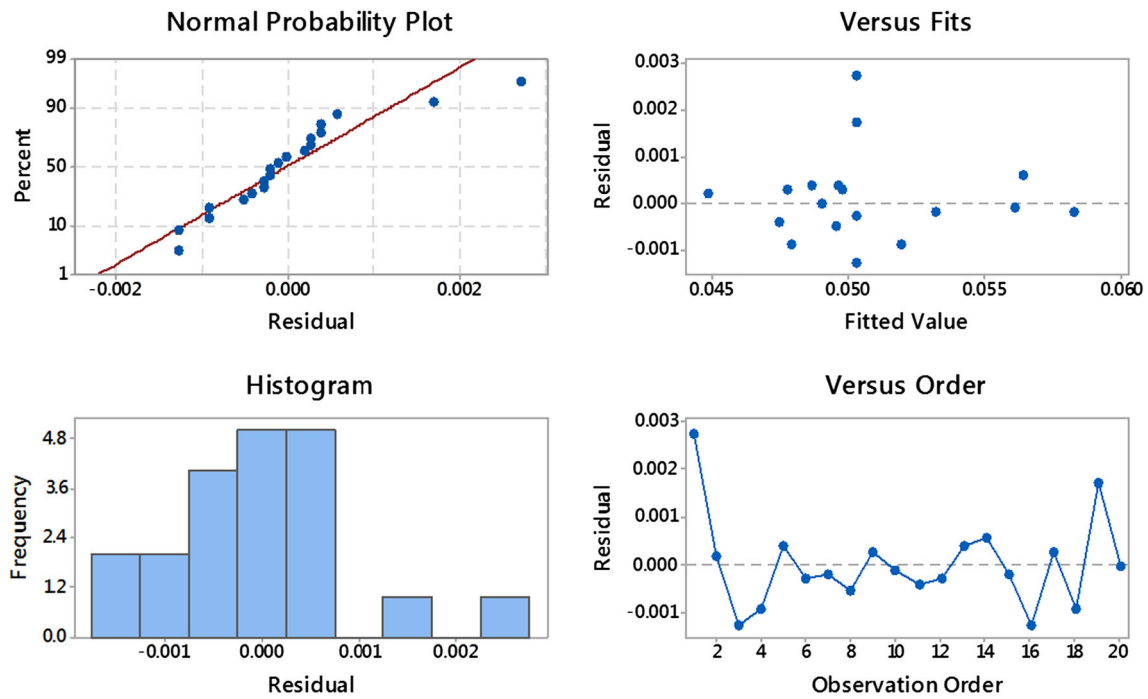 Normal Probability Plot
99
90
50
10
1
Percent
-0.002
0.000
0.002
Residual
Versus Fits
0.003
0.002
0.001
0.000
-0.001
Residual
0.045
0.050
0.055
0.060
Fitted Value
Histogram
4.8
3.6
2.4
1.2
0.0
Frequency
-0.001
0.000
0.001
0.002
Residual
Versus Order
0.003
0.002
0.001
0.000
-0.001
Residual
2 4 6 8 10 12 14 16 18 20
Observation Order